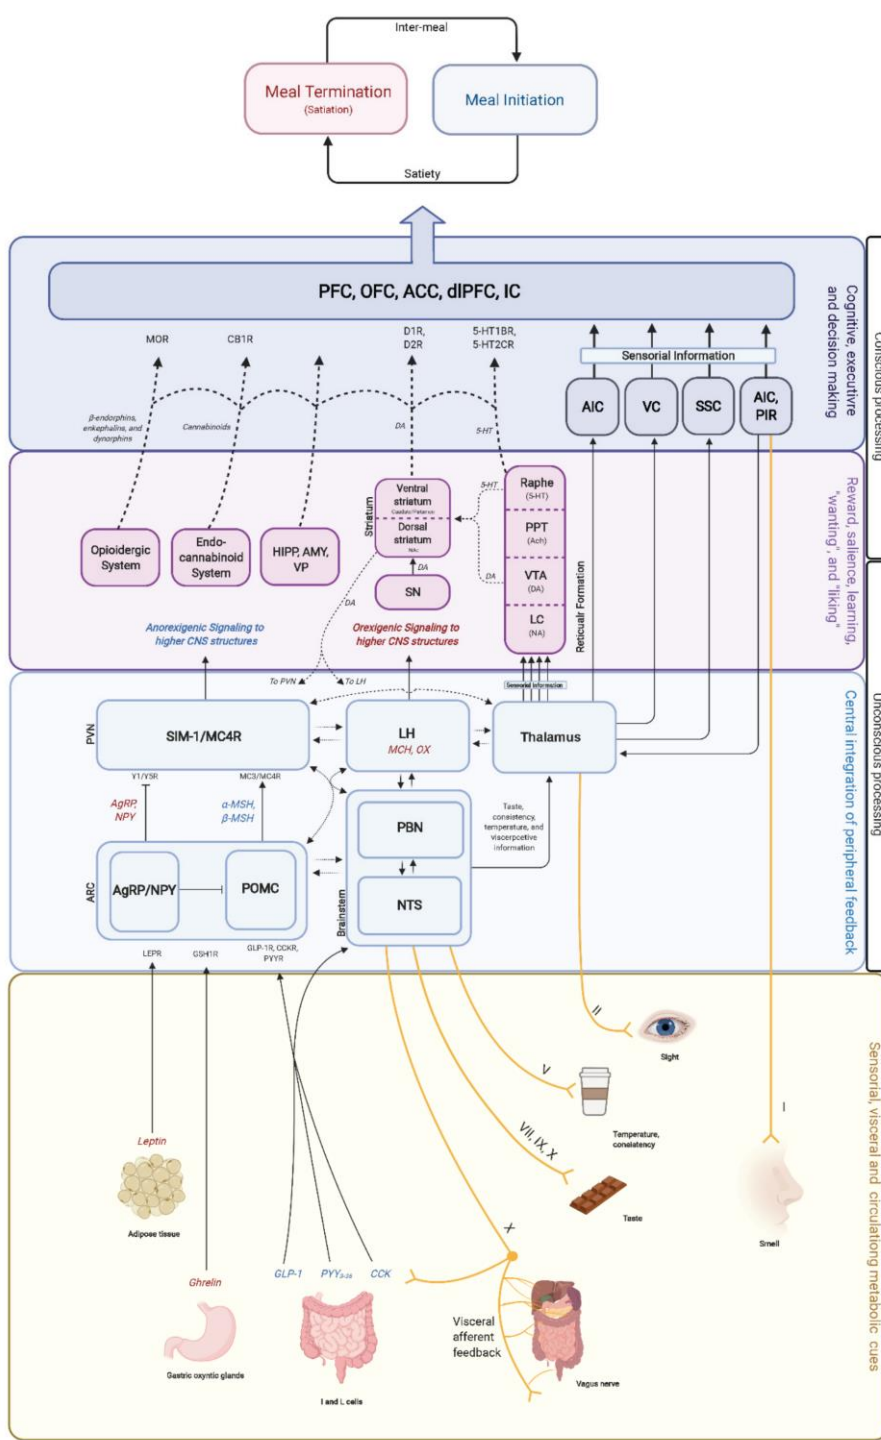 Inter-meal
Meal Termination
(Satiation)
Meal Initiation
Satiety
PFC, OFC, ACC, dlPFC, IC
Cognitive, executivre
and decision making
Conscious processing
MOR
CB1R
D1R,
D2R
5-HT1BR,
5-HT2CR
Sensorial Information
AIC
VC
SSC
AIC,
PIR
β-endorphins,
enkephaline, and
dynorphins
Cannabinoids
DA
5-HT
Reward, salience, learning,
"wanting", and "liking"
Opioidergic
System
Endo-
cannabinoid
System
HIPP, AMY,
VP
Striatum
Ventral
striatum
Dorsal
striatum
DA
SN
5-HT
DA
DA
Raphe
(5-HT)
PPT
(Ach)
VTA
(DA)
LC
(NA)
Reticualr Formation
Anorexigenic Signaling to
higher CNS structures
Orexigenic Signaling to
higher CNS structures
To PVN
To LH
Sensorial Information
Unconscious processing
Central integration of peripheral feedback
PVN
SIM-1/MC4R
LH
MCH, OX
Thalamus
Y1/Y5R
MC3/MC4R
AgRP,
NPY
α-MSH,
β-MSH
ARC
AgRP/NPY
POMC
Brainstem
PBN
NTS
Taste,
consistency,
temperature, and
viscerpcetive
information
LEPR
GSH1R
GLP-1R, CCKR,
PYYR
Sensorial, visceral and circulationg metabolic cues
II
Sight
V
Temperature,
consistency
VII, IX, X
Taste
I
Smell
X
Leptin
Adipose tissue
Ghrelin
Gastric oxyntic glands
GLP-1
PYY3-36
CCK
I and L cells
Visceral
afferent
feedback
Vagus nerve